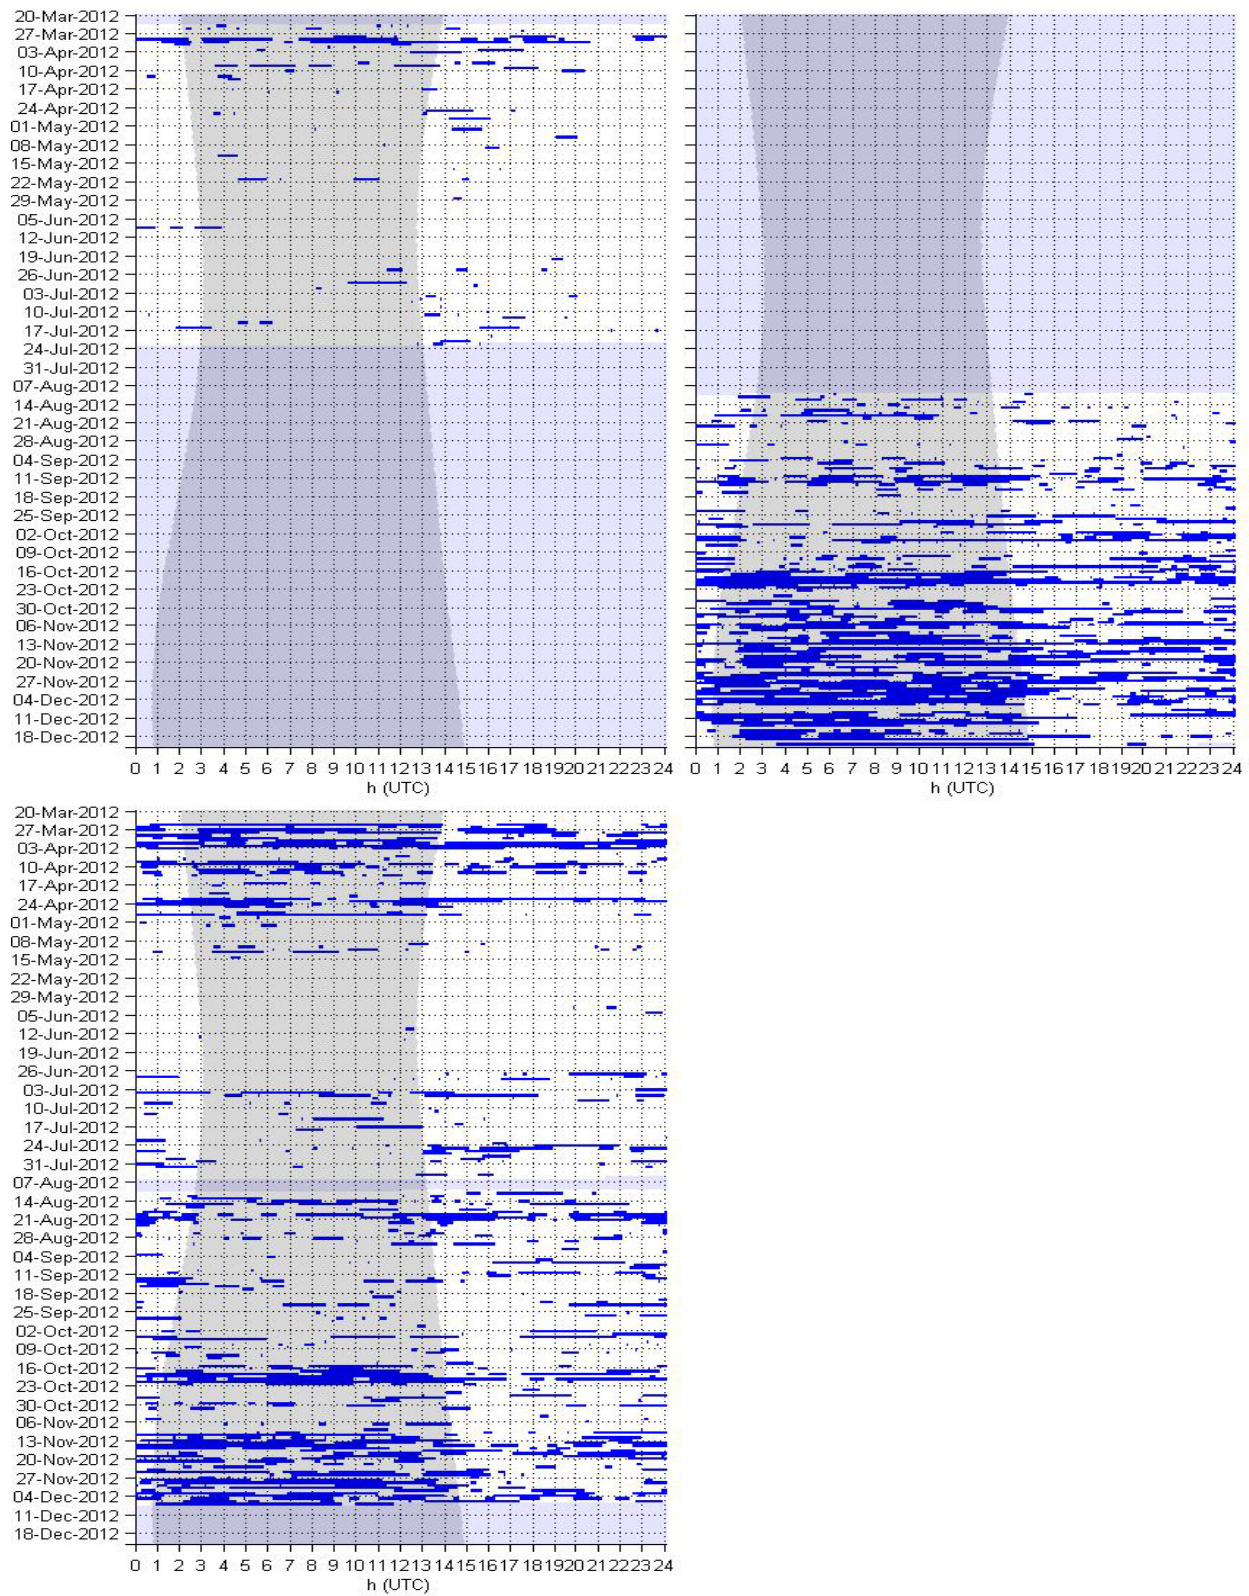 20-Mar-2012
27-Mar-2012
03-Apr-2012
10-Apr-2012
17-Apr-2012
24-Apr-2012
01-May-2012
08-May-2012
15-May-2012
22-May-2012
29-May-2012
05-Jun-2012
12-Jun-2012
19-Jun-2012
26-Jun-2012
03-Jul-2012
10-Jul-2012
17-Jul-2012
24-Jul-2012
31-Jul-2012
07-Aug-2012
14-Aug-2012
21-Aug-2012
28-Aug-2012
04-Sep-2012
11-Sep-2012
18-Sep-2012
25-Sep-2012
02-Oct-2012
09-Oct-2012
16-Oct-2012
23-Oct-2012
30-Oct-2012
06-Nov-2012
13-Nov-2012
20-Nov-2012
27-Nov-2012
04-Dec-2012
11-Dec-2012
18-Dec-2012
0 1 2 3 4 5 6 7 8 9 10 11 12 13 14 15 16 17 18 19 20 21 22 23 24
h (UTC)
0 1 2 3 4 5 6 7 8 9 10 11 12 13 14 15 16 17 18 19 20 21 22 23 24
h (UTC)
20-Mar-2012
27-Mar-2012
03-Apr-2012
10-Apr-2012
17-Apr-2012
24-Apr-2012
01-May-2012
08-May-2012
15-May-2012
22-May-2012
29-May-2012
05-Jun-2012
12-Jun-2012
19-Jun-2012
26-Jun-2012
03-Jul-2012
10-Jul-2012
17-Jul-2012
24-Jul-2012
31-Jul-2012
07-Aug-2012
14-Aug-2012
21-Aug-2012
28-Aug-2012
04-Sep-2012
11-Sep-2012
18-Sep-2012
25-Sep-2012
02-Oct-2012
09-Oct-2012
16-Oct-2012
23-Oct-2012
30-Oct-2012
06-Nov-2012
13-Nov-2012
20-Nov-2012
27-Nov-2012
04-Dec-2012
11-Dec-2012
18-Dec-2012
0 1 2 3 4 5 6 7 8 9 10 11 12 13 14 15 16 17 18 19 20 21 22 23 24
h (UTC)